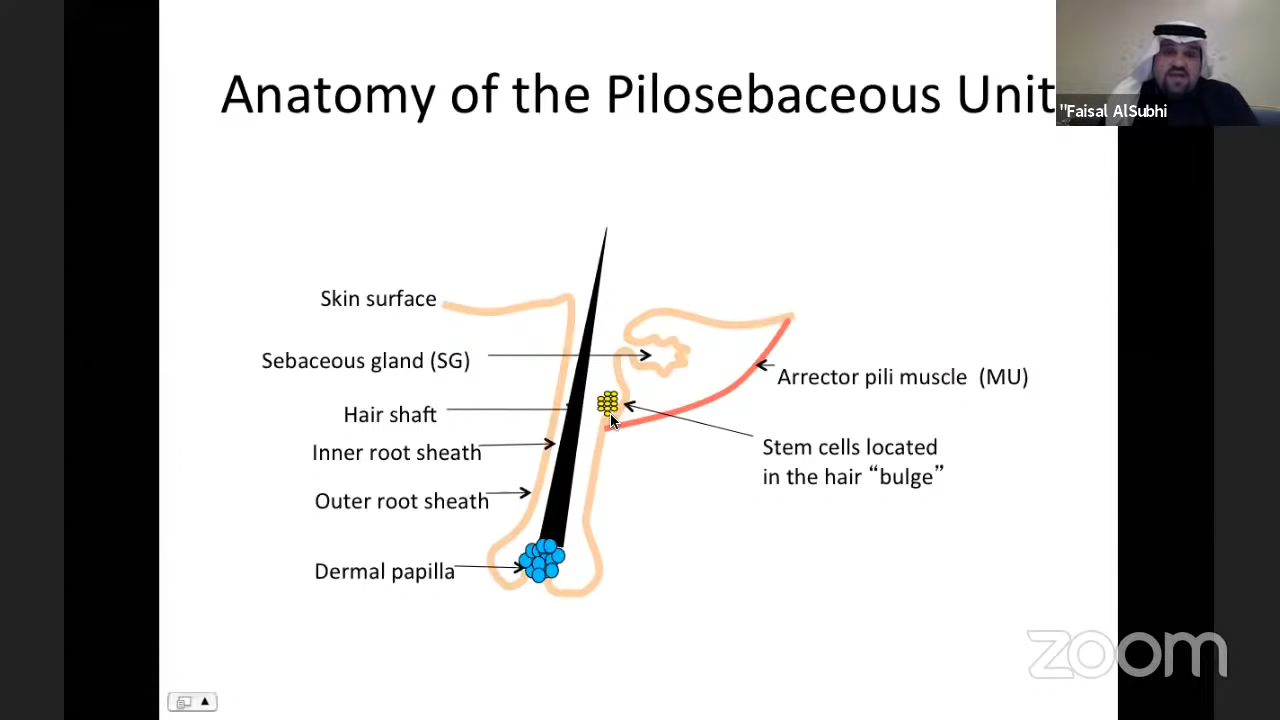 Anatomy of the Pilosebaceous Unit
"Faisal AlSubhi
Skin surface
Sebaceous gland (SG)
Hair shaft
Inner root sheath
Outer root sheath
Dermal papilla
Arrector pili muscle (MU)
Stem cells located
in the hair “bulge”
zoom